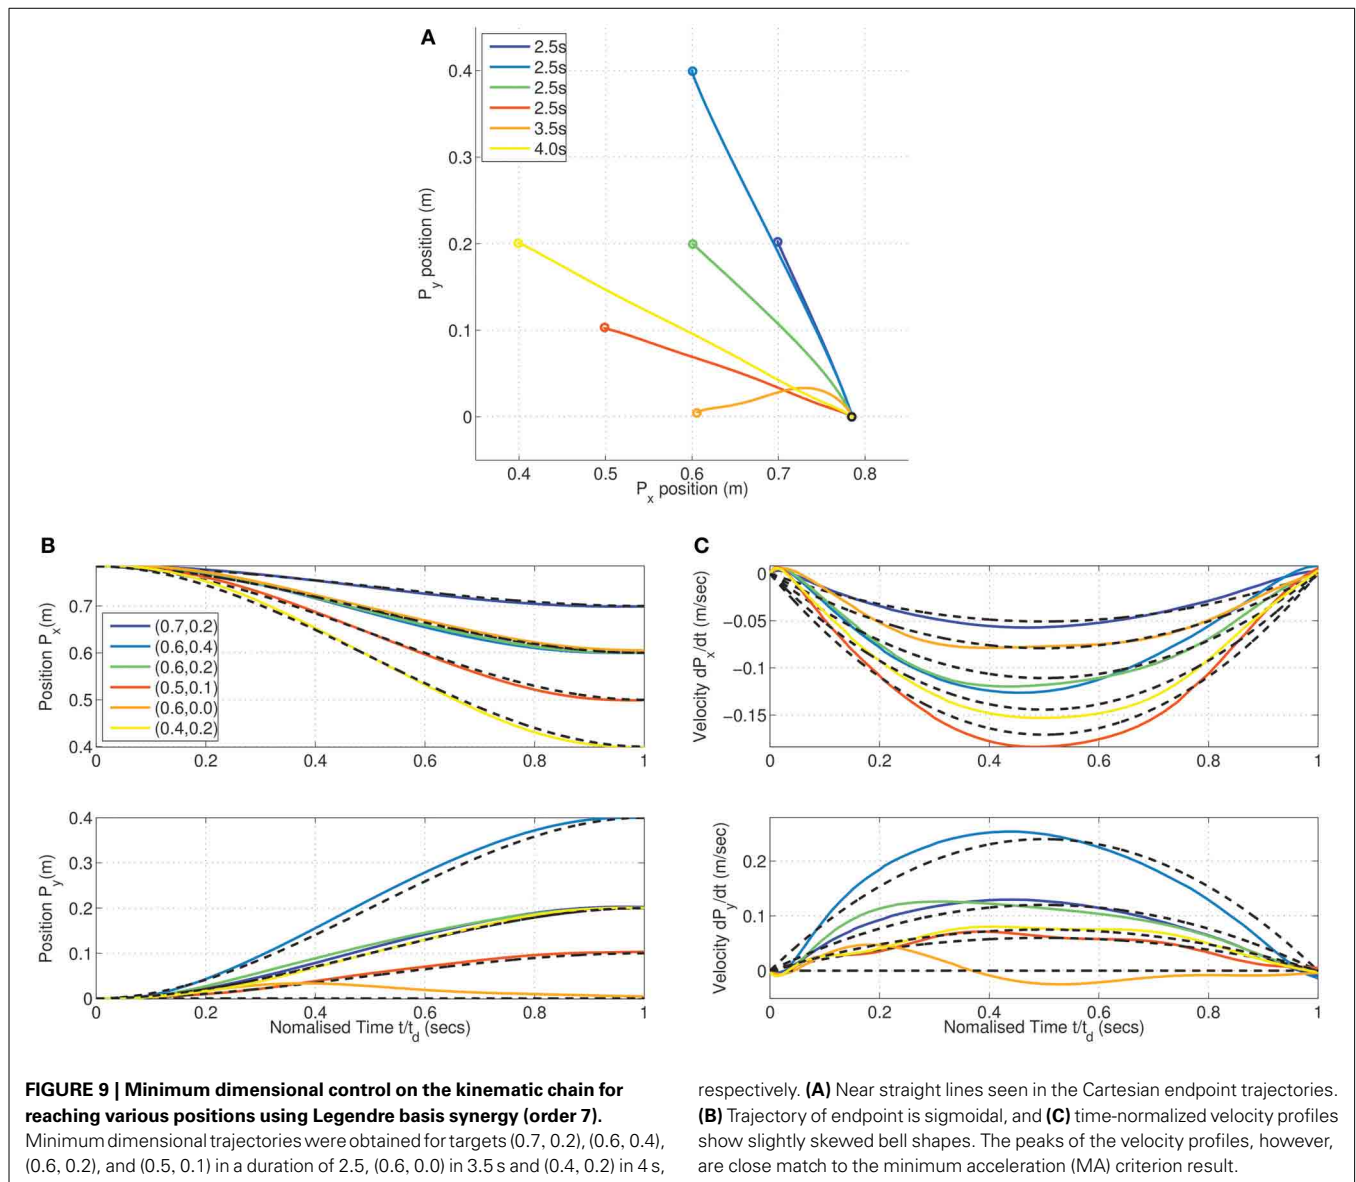 A
2.5s
2.5s
2.5s
2.5s
3.5s
4.0s
0.4
0.3
0.2
0.1
0
P_y position (m)
0.4 0.5 0.6 0.7 0.8
P_x position (m)
B
0.7
0.6
0.5
0.4
Position P_x(m)
(0.7,0.2)
(0.6,0.4)
(0.6,0.2)
(0.5,0.1)
(0.6,0.0)
(0.4,0.2)
0 0.2 0.4 0.6 0.8 1
0.4
0.3
0.2
0.1
0
Position P_y(m)
0 0.2 0.4 0.6 0.8 1
Nomalised Time t/t_d (secs)
C
0
−0.05
−0.1
−0.15
Velocity dP_x/dt (m/sec)
0 0.2 0.4 0.6 0.8 1
0.2
0.1
0
Velocity dP_y/dt (m/sec)
0 0.2 0.4 0.6 0.8 1
Nomalised Time t/t_d (secs)
FIGURE 9 | Minimum dimensional control on the kinematic chain for
reaching various positions using Legendre basis synergy (order 7).
Minimum dimensional trajectories were obtained for targets (0.7, 0.2), (0.6, 0.4),
(0.6, 0.2), and (0.5, 0.1) in a duration of 2.5, (0.6, 0.0) in 3.5 s and (0.4, 0.2) in 4 s,
respectively. (A) Near straight lines seen in the Cartesian endpoint trajectories.
(B) Trajectory of endpoint is sigmoidal, and (C) time-normalized velocity profiles
show slightly skewed bell shapes. The peaks of the velocity profiles, however,
are close match to the minimum acceleration (MA) criterion result.